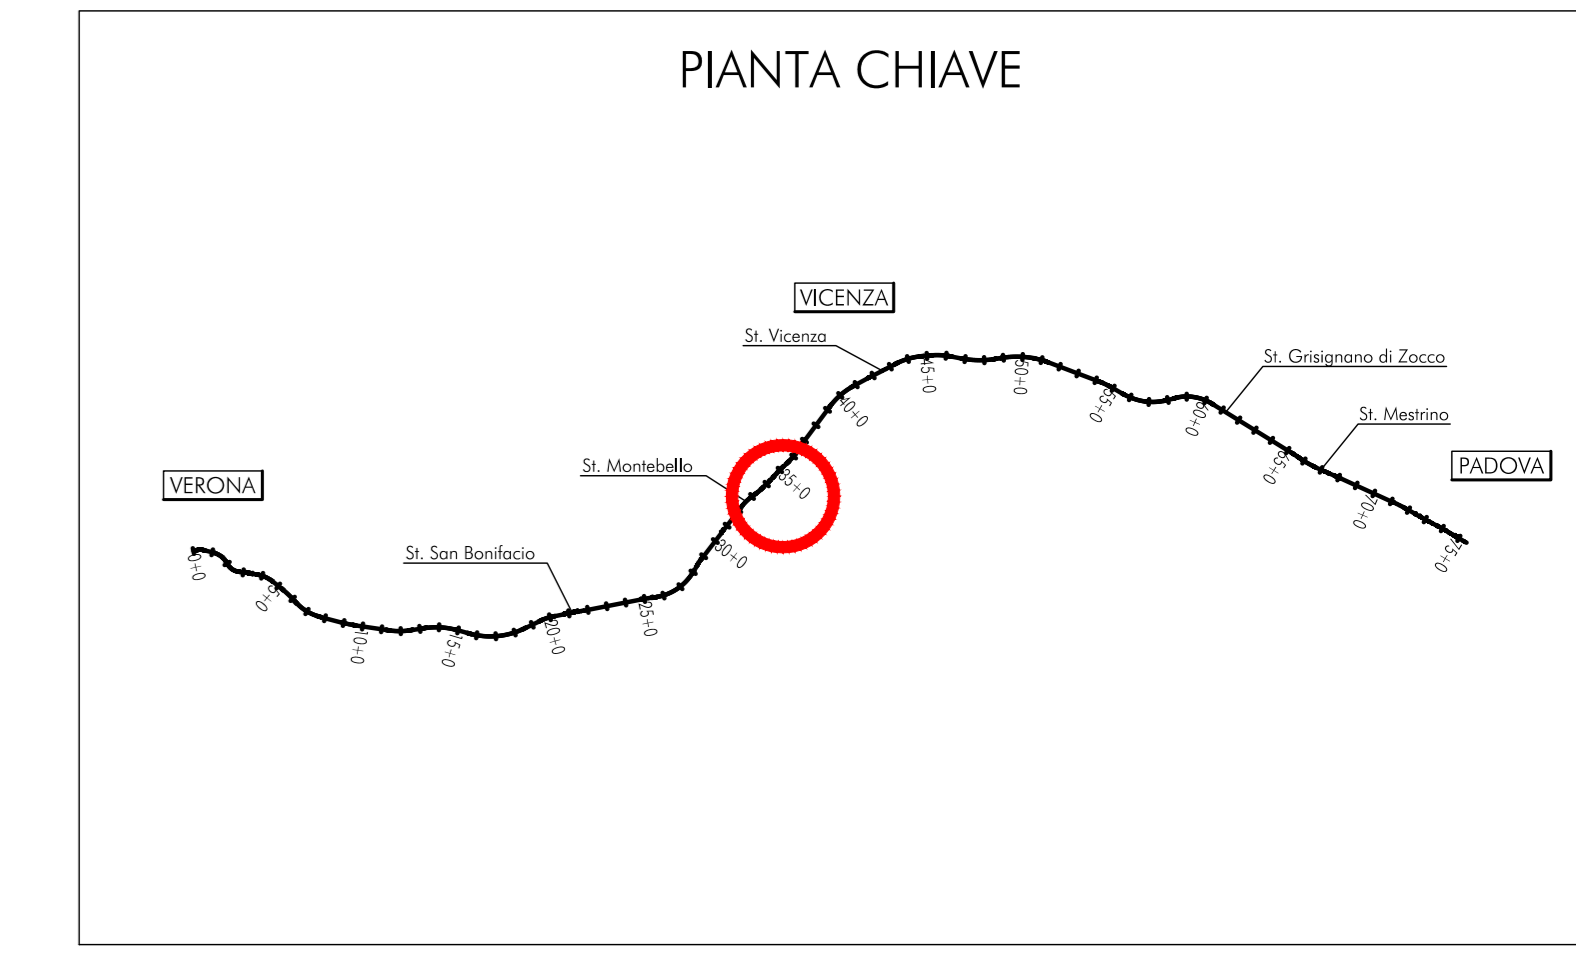 PIANTA CHIAVE
VICENZA
St. Vicenza
St. Grisignano di Zocco
St. Mestrino
St. Montebello
PADOVA
VERONA
St. San Bonifacio
0+0
5+0
10+0
15+0
20+0
25+0
30+0
35+0
40+0
45+0
50+0
55+0
60+0
65+0
70+0
75+0